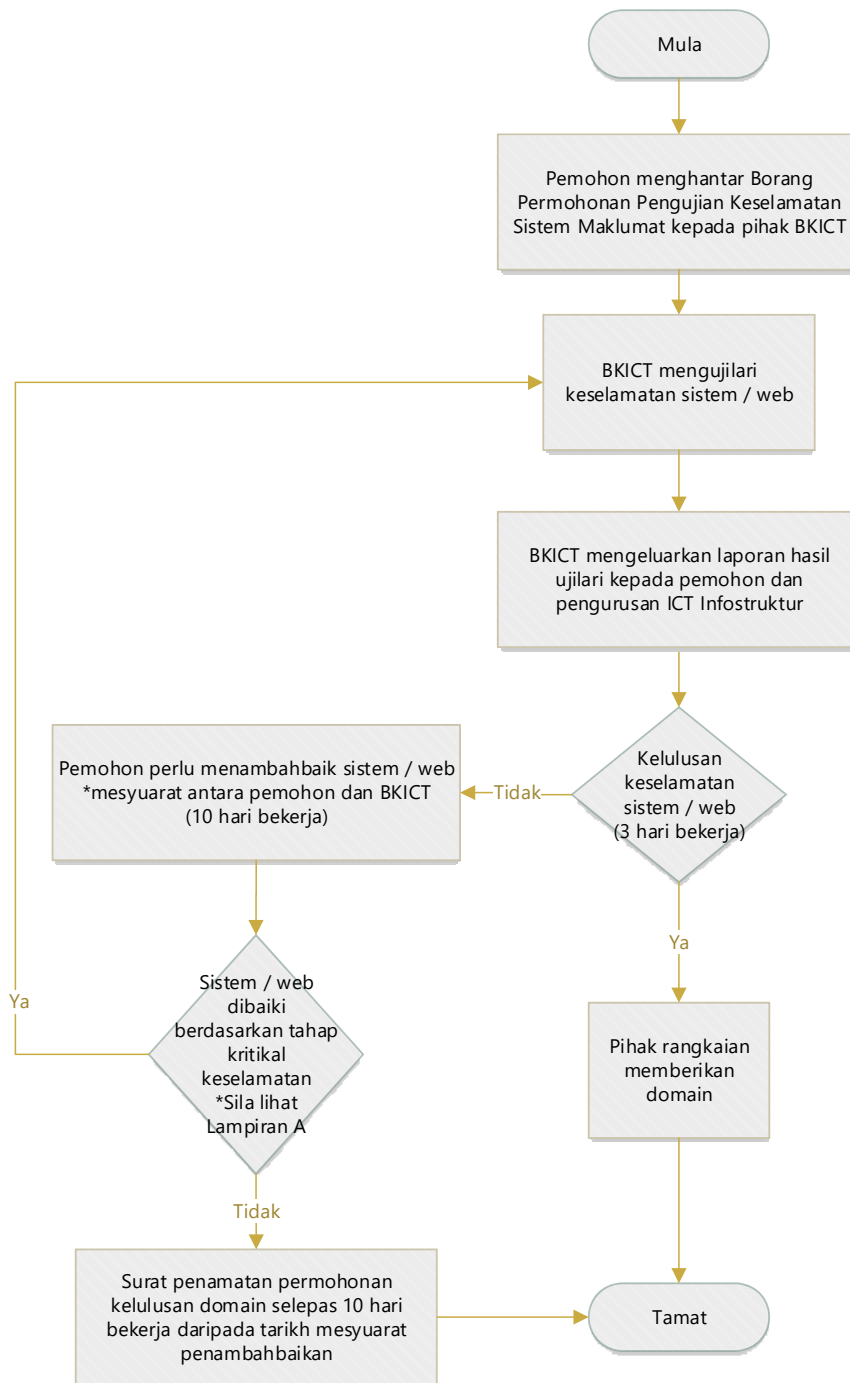 Mula
Pemohon menghantar Borang
Permohonan Pengujian Keselamatan
Sistem Maklumat kepada pihak BKICT
BKICT mengujilari
keselamatan sistem / web
BKICT mengeluarkan laporan hasil
ujilari kepada pemohon dan
pengurusan ICT Infostruktur
Kelulusan
keselamatan
sistem / web
(3 hari bekerja)
Tidak
Pemohon perlu menambahbaik sistem / web
*mesyuarat antara pemohon dan BKICT
(10 hari bekerja)
Ya
Sistem / web
dibaiki
berdasarkan tahap
kritikal
keselamatan
*Sila lihat
Lampiran A
Ya
Pihak rangkaian
memberikan
domain
Tidak
Surat penamatan permohonan
kelulusan domain selepas 10 hari
bekerja daripada tarikh mesyuarat
penambahbaikan
Tamat